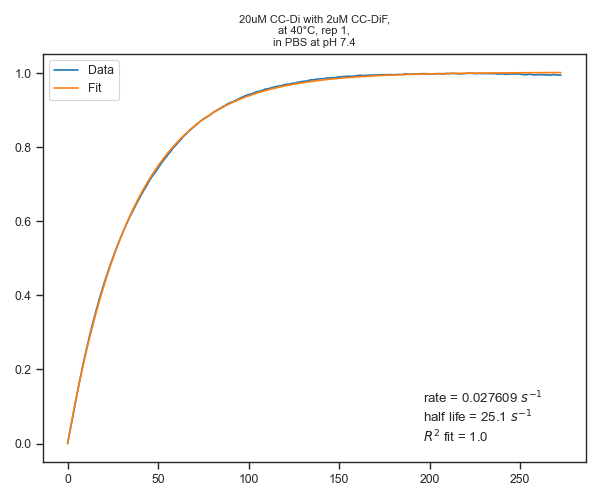 20uM CC-Di with 2uM CC-DiF,
at 40°C, rep 1,
in PBS at pH 7.4
Data
Fit
1.0
0.8
0.6
0.4
0.2
0.0
rate = 0.027609 s⁻¹
half life = 25.1 s⁻¹
R² fit = 1.0
0 50 100 150 200 250